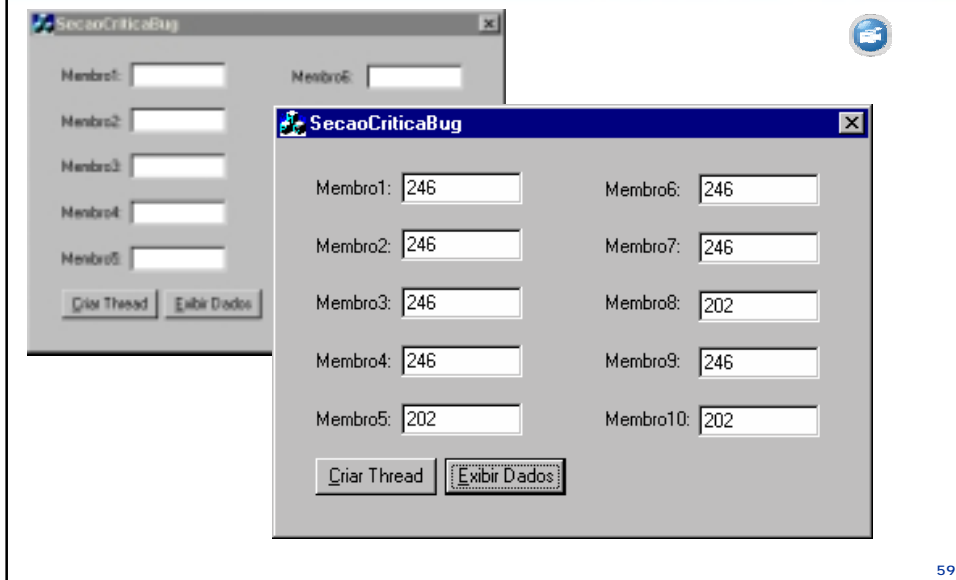 SecaoCriticaBug
Membro1:
Membro6:
Membro2:
Membro3:
Membro4:
Membro5:
Criar Thread Exibir Dados
SecaoCriticaBug
Membro1: 246
Membro6: 246
Membro2: 246
Membro7: 246
Membro3: 246
Membro8: 202
Membro4: 246
Membro9: 246
Membro5: 202
Membro10: 202
Criar Thread Exibir Dados
59